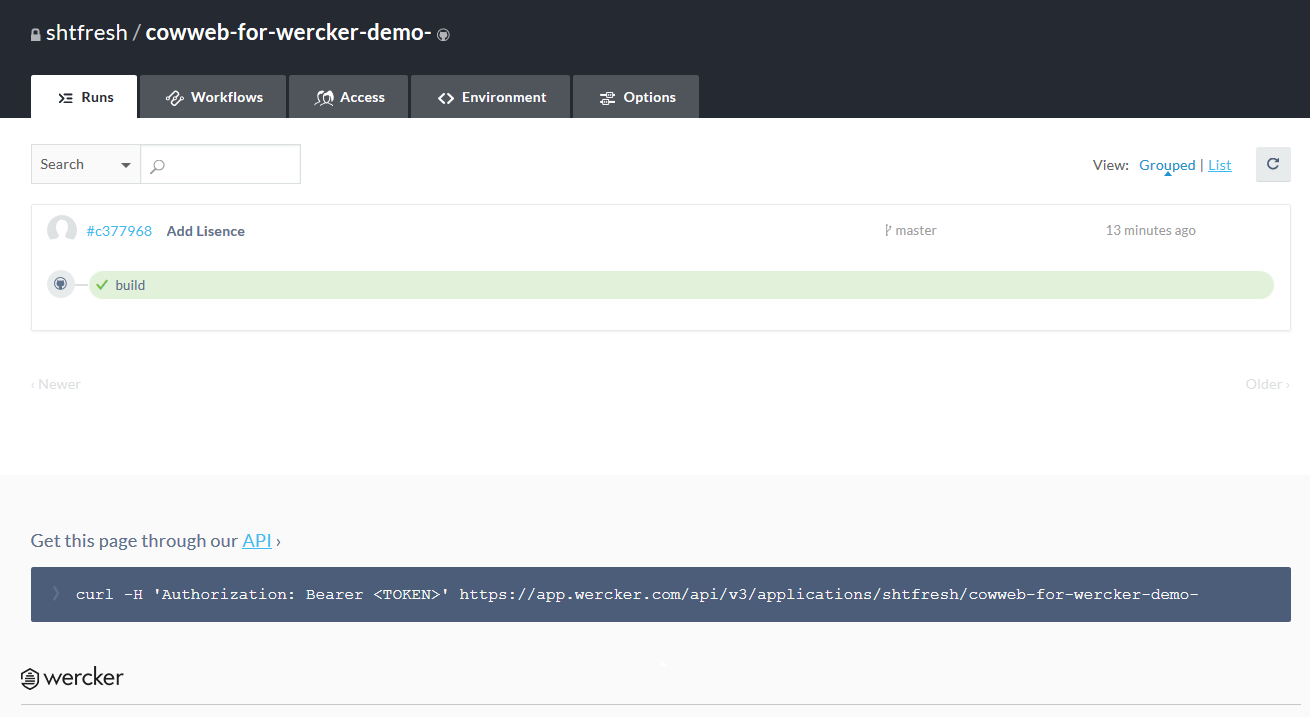 shtfresh / cowweb-for-wercker-demo-
Runs Workflows Access Environment Options
Search View: Grouped | List
#c377968 Add Lisence master 13 minutes ago
build
‹ Newer Older ›
Get this page through our API ›
curl -H 'Authorization: Bearer <TOKEN>' https://app.wercker.com/api/v3/applications/shtfresh/cowweb-for-wercker-demo-
wercker